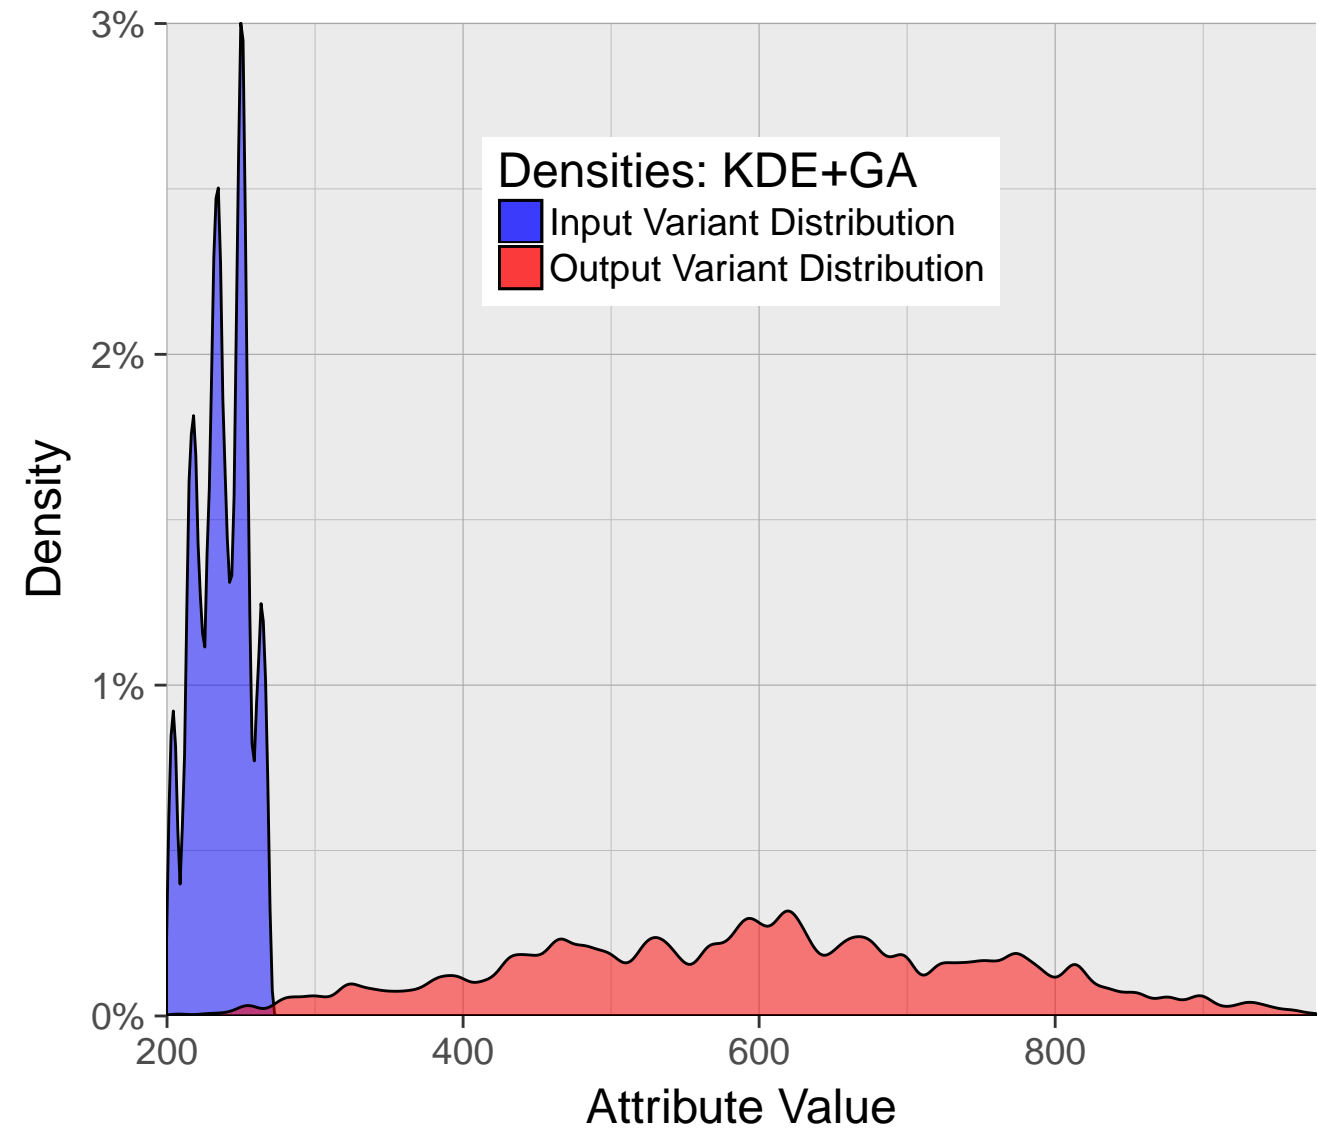 3%
2%
1%
0%
Density
Densities: KDE+GA
Input Variant Distribution
Output Variant Distribution
200 400 600 800
Attribute Value